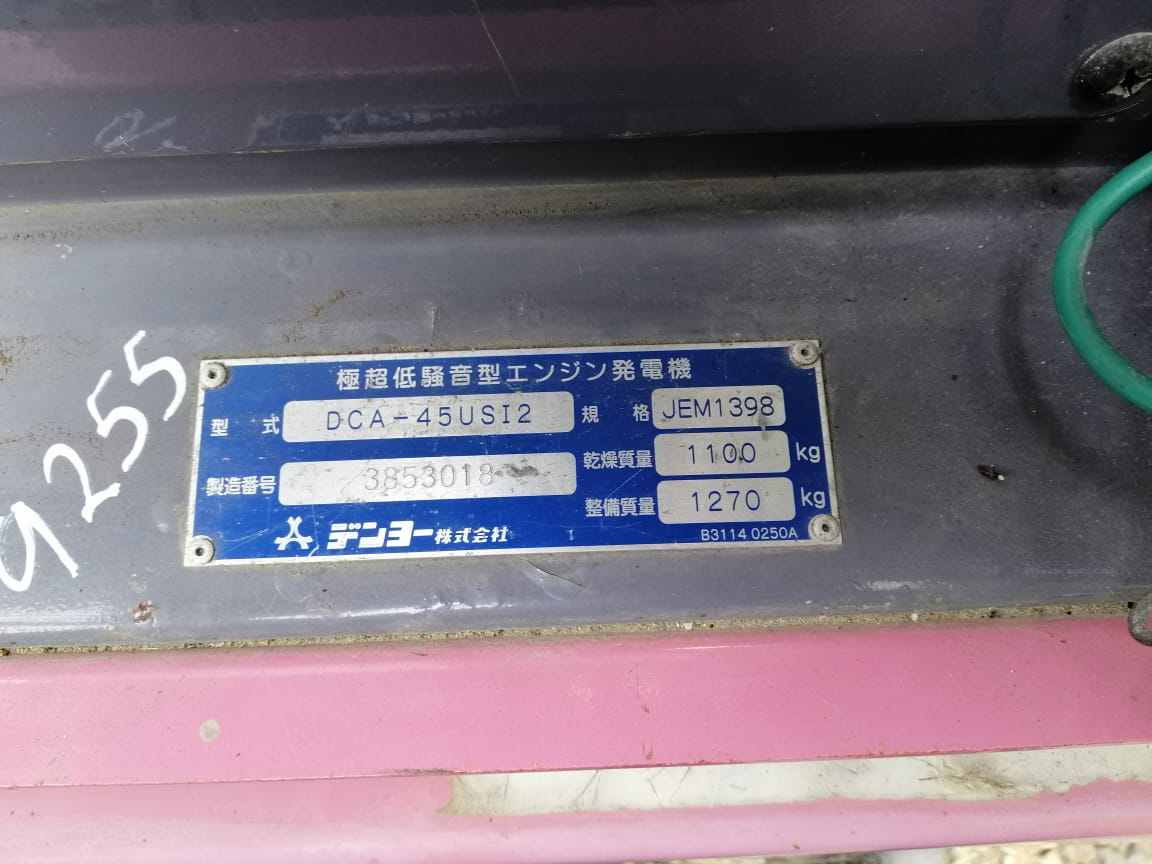 極超低騒音型エンジン発電機
型 式 DCA-45USI2 規 格 JEM1398
乾燥質量 1100 kg
製造番号 3853018
整備質量 1270 kg
デンヨー株式会社 B3114 0250A
9255